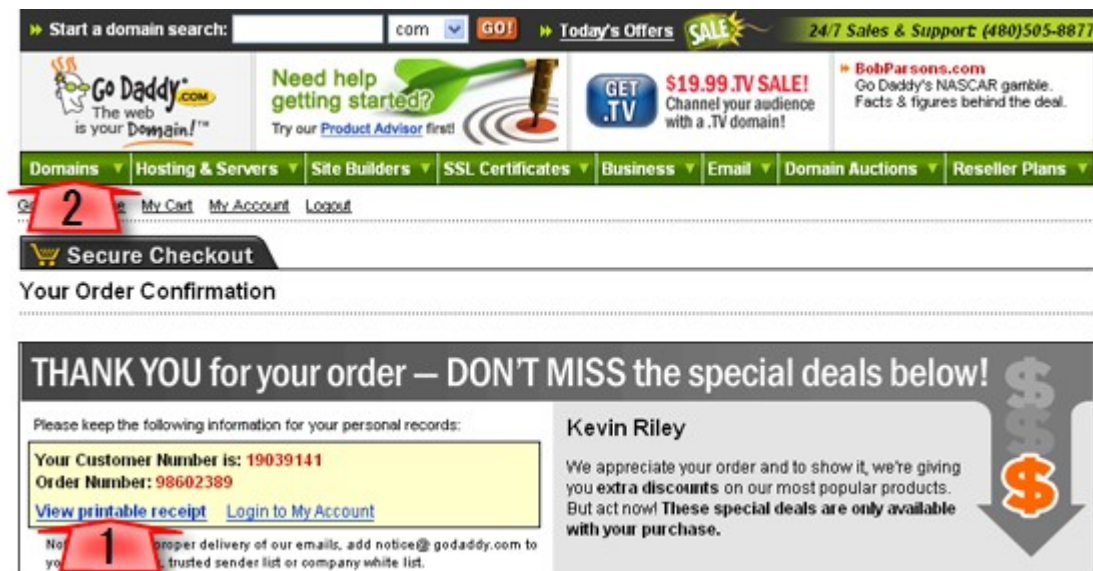 Start a domain search: com GO! Today's Offers SALE 24/7 Sales & Support: (480)505-8877
Go Daddy.com
The web
is your Domain!™
Need help
getting started?
Try our Product Advisor first!
GET
.TV
$19.99 .TV SALE!
Channel your audience
with a .TV domain!
BobParsons.com
Go Daddy's NASCAR gamble.
Facts & figures behind the deal.
Domains Hosting & Servers Site Builders SSL Certificates Business Email Domain Auctions Reseller Plans
2
My Cart My Account Logout
Secure Checkout
Your Order Confirmation
THANK YOU for your order – DON'T MISS the special deals below!
Please keep the following information for your personal records:
Your Customer Number is: 19039141
Order Number: 98602389
View printable receipt Login to My Account
1
proper delivery of our emails, add notice@godaddy.com to
trusted sender list or company white list.
Kevin Riley
We appreciate your order and to show it, we're giving
you extra discounts on our most popular products.
But act now! These special deals are only available
with your purchase.